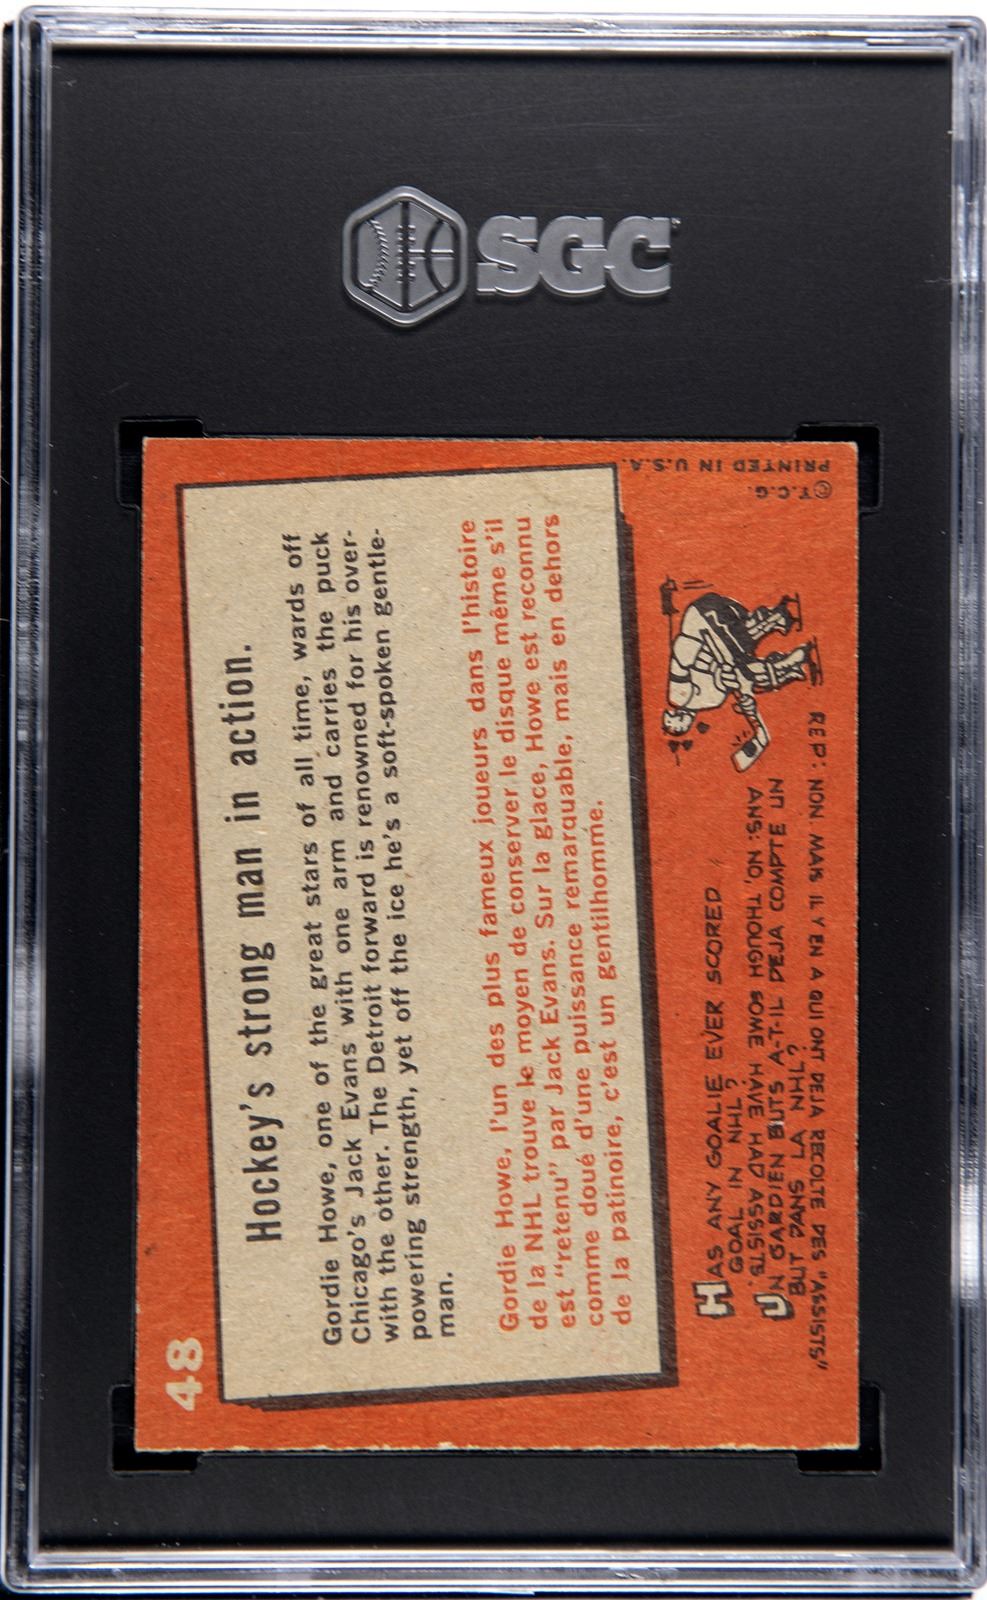 SGC
48
Hockey's strong man in action.
Gordie Howe, one of the great stars of all time, wards off
Chicago's Jack Evans with one arm and carries the puck
with the other. The Detroit forward is renowned for his over-
powering strength, yet off the ice he's a soft-spoken gentle-
man.
Gordie Howe, l'un des plus fameux joueurs dans l'histoire
de la NHL trouve le moyen de conserver le disque même s'il
est "retenu" par Jack Evans. Sur la glace, Howe est reconnu
comme doué d'une puissance remarquable, mais en dehors
de la patinoire, c'est un gentilhomme.
HAS ANY GOALIE EVER SCORED
GOAL IN NHL?
ANS: NO, THOUGH SOME HAVE HAD ASSISTS.
UN GARDIEN BUTS A-T-IL DEJA COMPTE UN
BUT DANS LA NHL?
REP: NON MAIS IL Y EN A QUI ONT DEJA RECOLTE DES "ASSISTS"
©T.C.G.
PRINTED IN U.S.A.